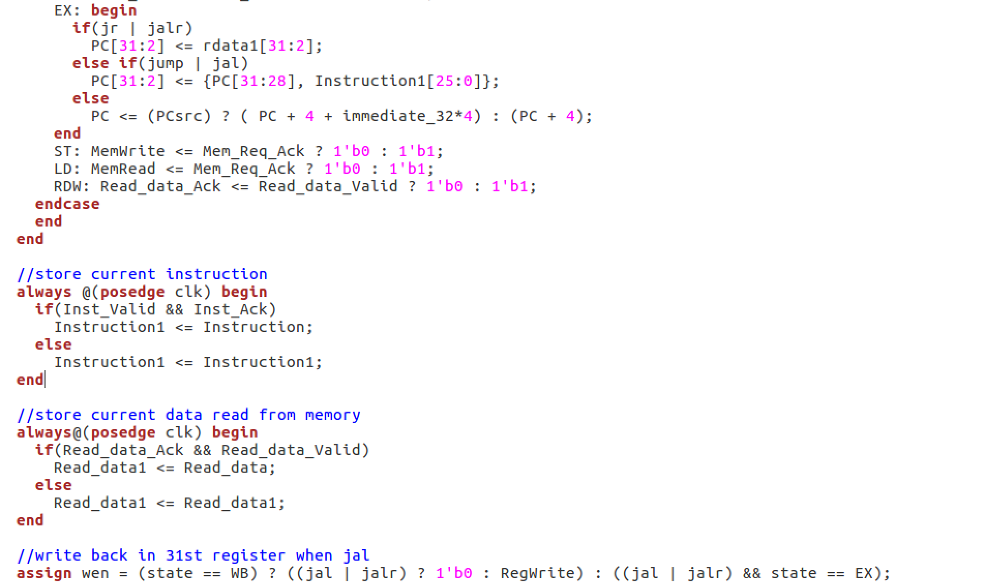 EX: begin
if(jr | jalr)
PC[31:2] <= rdata1[31:2];
else if(jump | jal)
PC[31:2] <= {PC[31:28], Instruction1[25:0]};
else
PC <= (PCsrc) ? ( PC + 4 + immediate_32*4) : (PC + 4);
end
ST: MemWrite <= Mem_Req_Ack ? 1'b0 : 1'b1;
LD: MemRead <= Mem_Req_Ack ? 1'b0 : 1'b1;
RDW: Read_data_Ack <= Read_data_Valid ? 1'b0 : 1'b1;
endcase
end
end
//store current instruction
always @(posedge clk) begin
if(Inst_Valid && Inst_Ack)
Instruction1 <= Instruction;
else
Instruction1 <= Instruction1;
end
//store current data read from memory
always@(posedge clk) begin
if(Read_data_Ack && Read_data_Valid)
Read_data1 <= Read_data;
else
Read_data1 <= Read_data1;
end
//write back in 31st register when jal
assign wen = (state == WB) ? ((jal | jalr) ? 1'b0 : RegWrite) : ((jal | jalr) && state == EX);